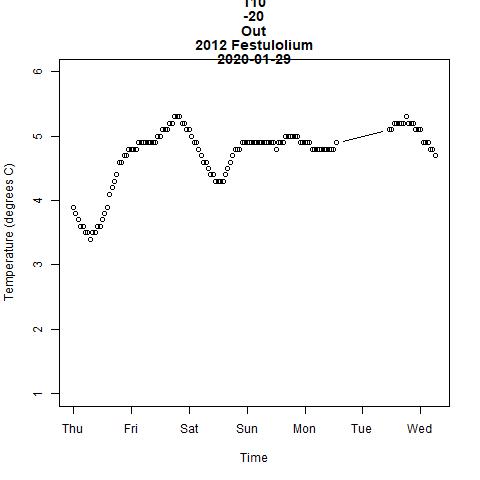 110
-20
Out
2012 Festulolium
2020-01-29
Temperature (degrees C)
6
5
4
3
2
1
Thu Fri Sat Sun Mon Tue Wed
Time